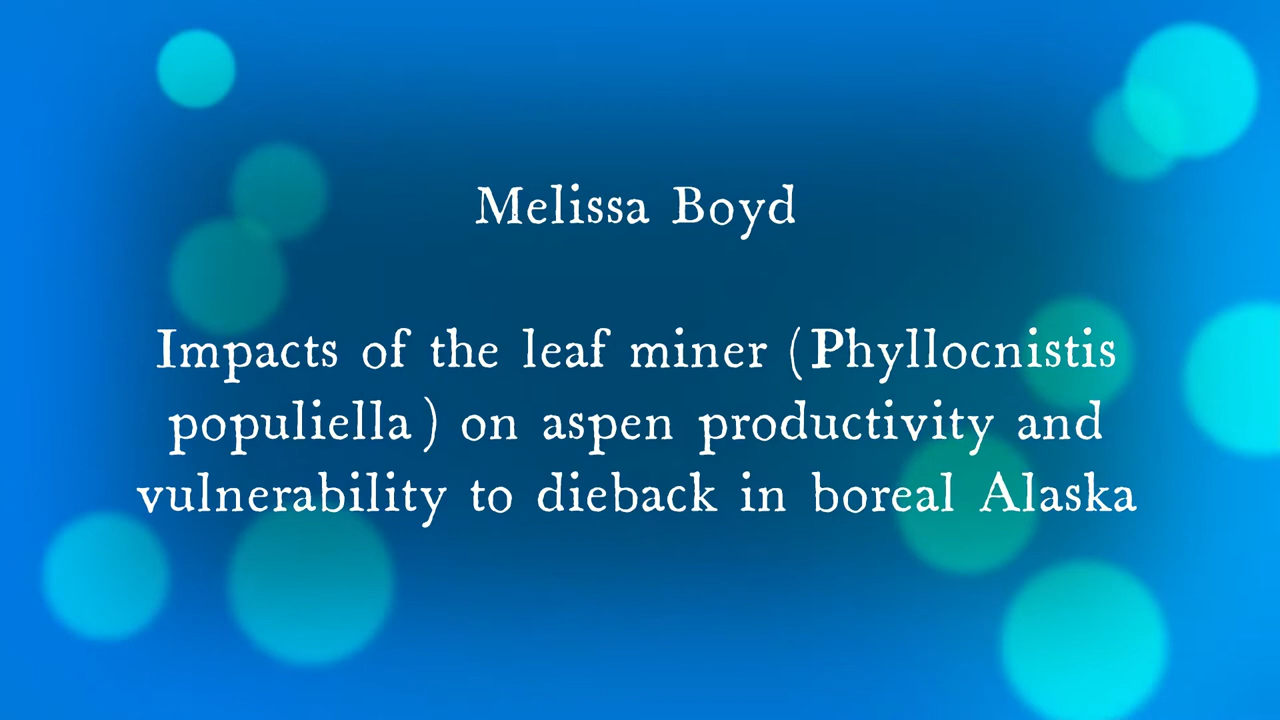 Melissa Boyd
Impacts of the leaf miner (Phyllocnistis
populiella) on aspen productivity and
vulnerability to dieback in boreal Alaska